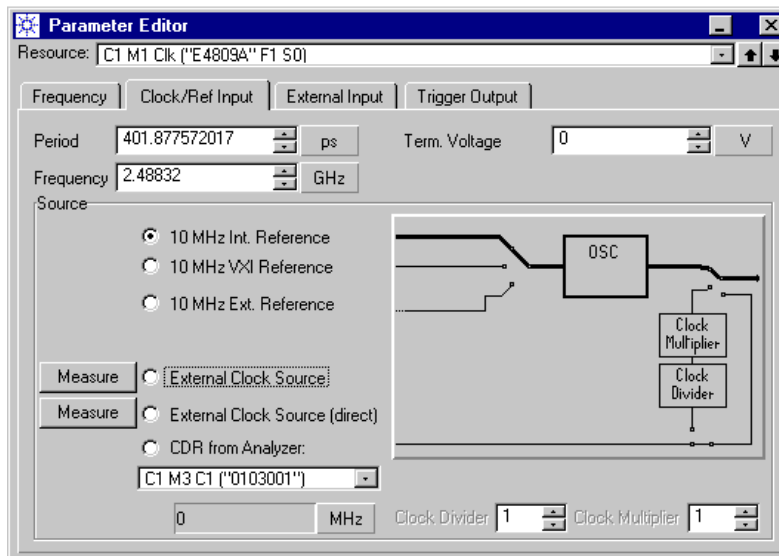 Parameter Editor
Resource: C1 M1 Clk ("E4809A" F1 S0)
Frequency Clock/Ref Input External Input Trigger Output
Period 401.877572017 ps Term. Voltage 0 V
Frequency 2.48832 GHz
Source
10 MHz Int. Reference
10 MHz VXI Reference
10 MHz Ext. Reference
OSC
Clock
Multiplier
Clock
Divider
Measure External Clock Source
Measure External Clock Source (direct)
CDR from Analyzer:
C1 M3 C1 ("0103001")
0 MHz Clock Divider 1 Clock Multiplier 1